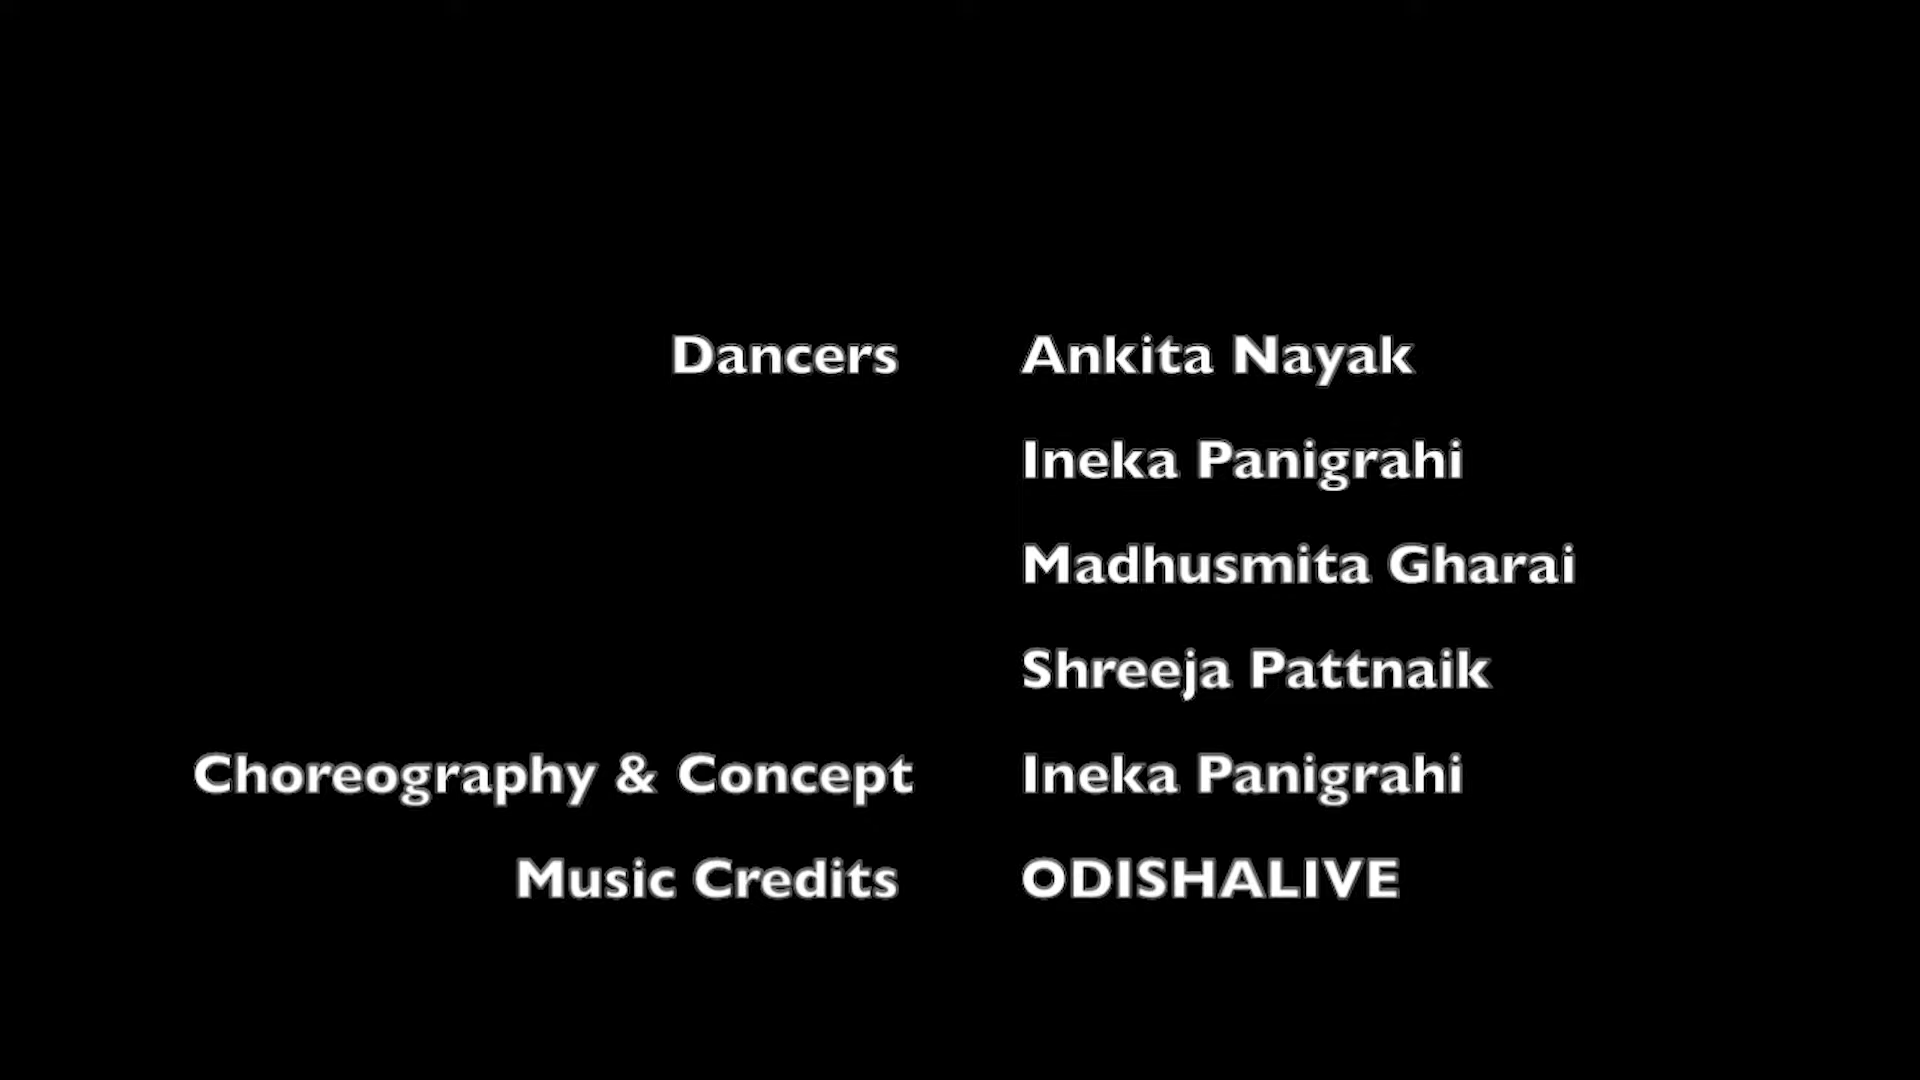 Dancers Ankita Nayak
Ineka Panigrahi
Madhusmita Gharai
Shreeja Pattnaik
Choreography & Concept Ineka Panigrahi
Music Credits ODISHALIVE